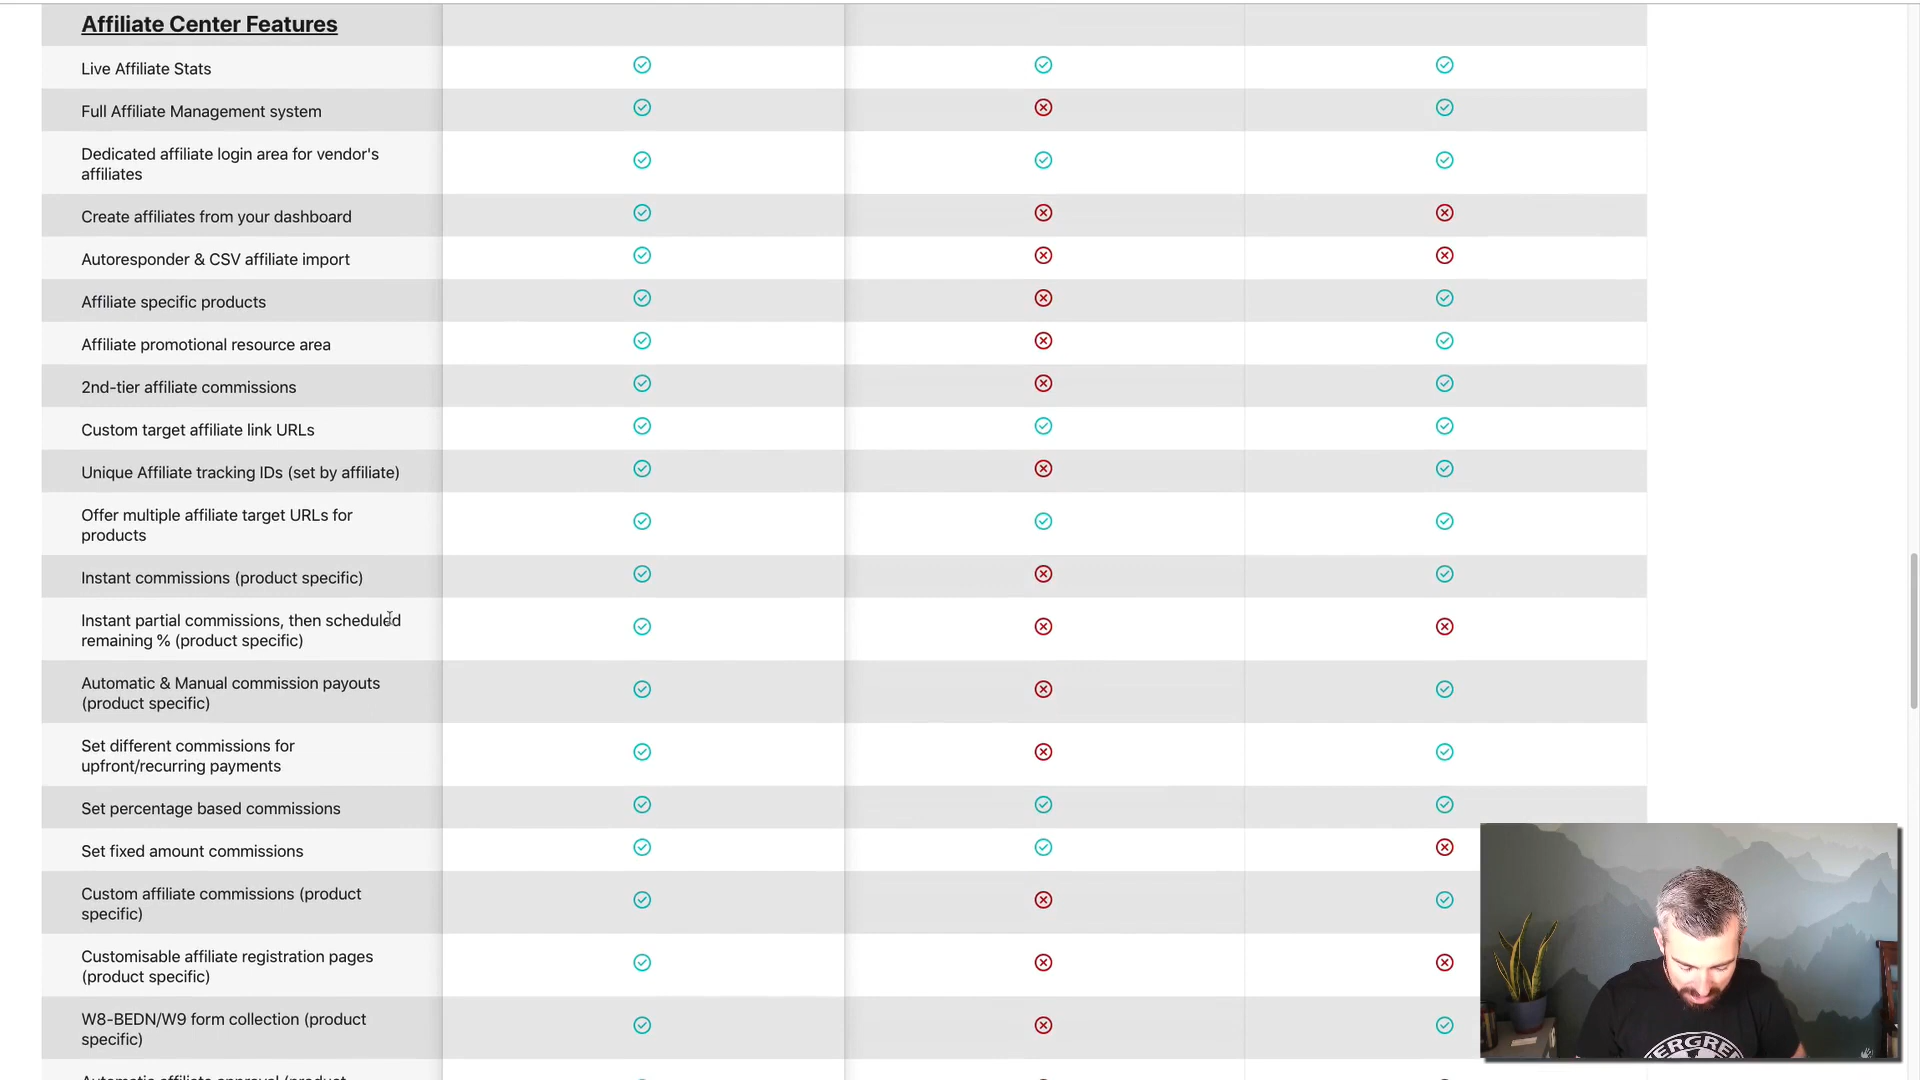 Affiliate Center Features
Live Affiliate Stats
Full Affiliate Management system
Dedicated affiliate login area for vendor's
affiliates
Create affiliates from your dashboard
Autoresponder & CSV affiliate import
Affiliate specific products
Affiliate promotional resource area
2nd-tier affiliate commissions
Custom target affiliate link URLs
Unique Affiliate tracking IDs (set by affiliate)
Offer multiple affiliate target URLs for
products
Instant commissions (product specific)
Instant partial commissions, then scheduled
remaining % (product specific)
Automatic & Manual commission payouts
(product specific)
Set different commissions for
upfront/recurring payments
Set percentage based commissions
Set fixed amount commissions
Custom affiliate commissions (product
specific)
Customisable affiliate registration pages
(product specific)
W8-BEDN/W9 form collection (product
specific)
Automatic affiliate approval (product